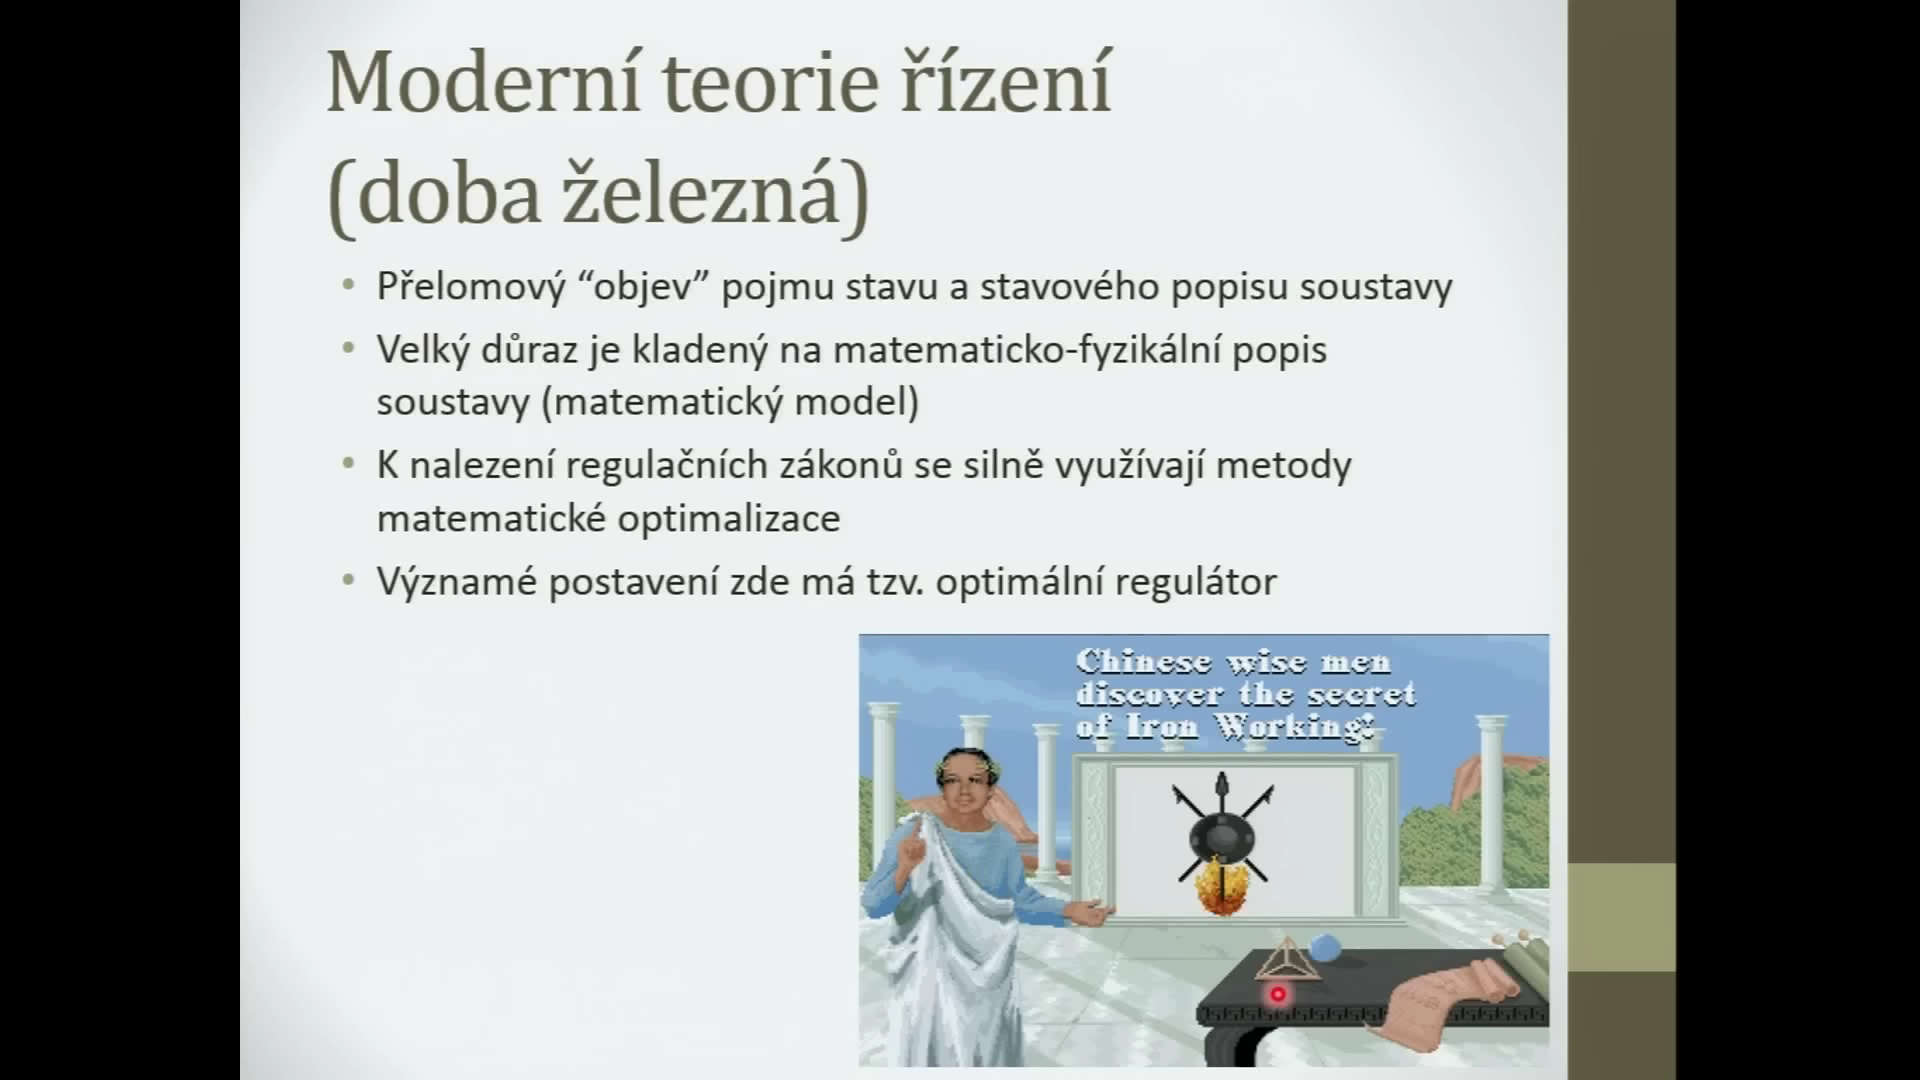 Moderní teorie řízení
(doba železná)
• Přelomový “objev” pojmu stavu a stavového popisu soustavy
• Velký důraz je kladený na matematicko-fyzikální popis
soustavy (matematický model)
• K nalezení regulačních zákonů se silně využívají metody
matematické optimalizace
• Významé postavení zde má tzv. optimální regulátor
Chinese wise men
discover the secret
of Iron Working!